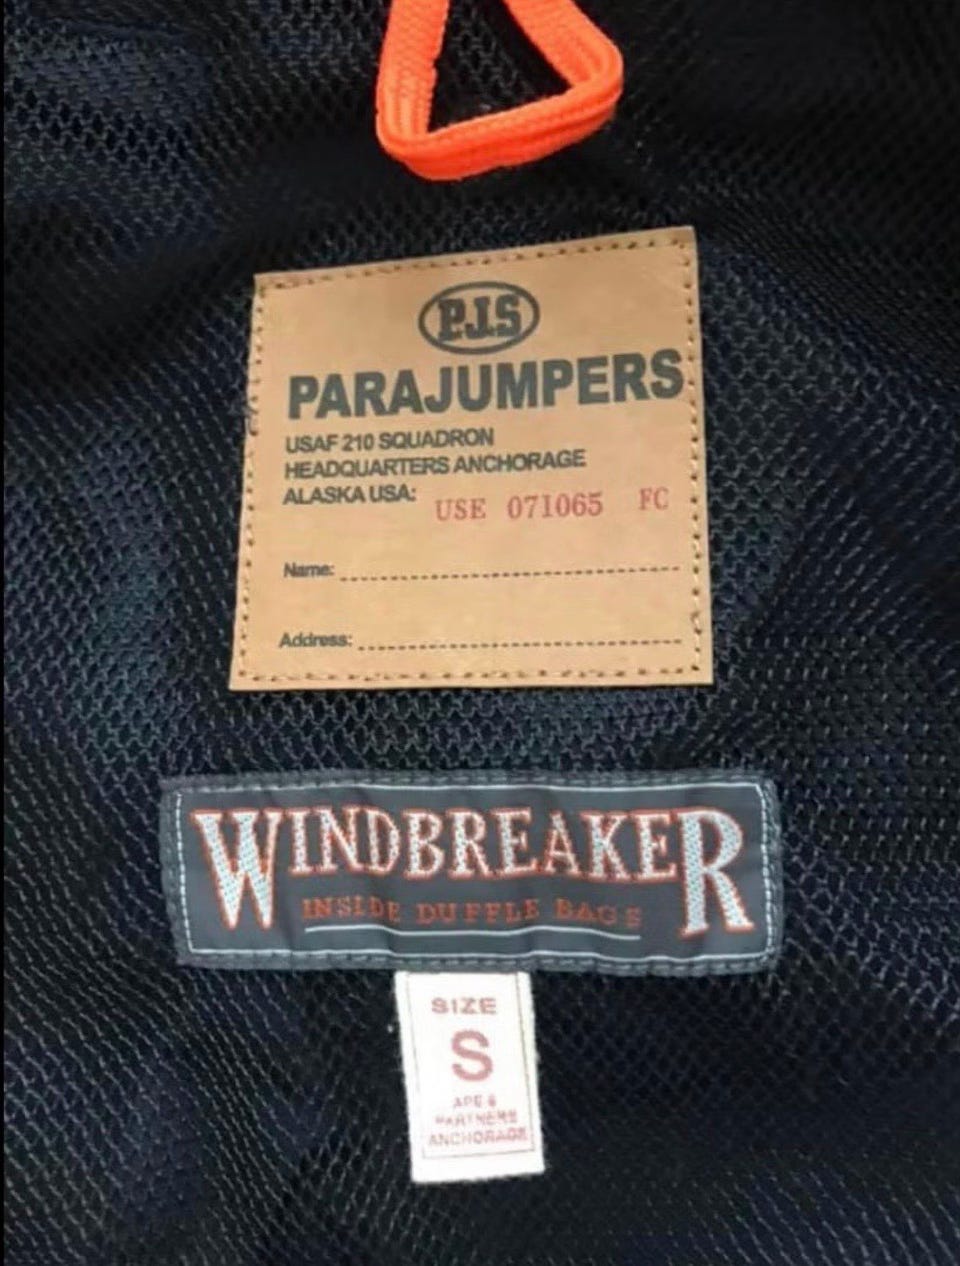 P.J.S
PARAJUMPERS
USAF 210 SQUADRON
HEADQUARTERS ANCHORAGE
ALASKA USA: USE 071065 FC
Name:
Address:
WINDBREAKER
INSIDE DUFFLE BAGS
SIZE
S
APE &
PARTNERS
ANCHORAGE